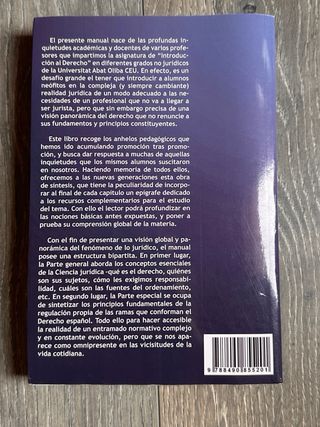 El presente manual nace de las profundas in-
quietudes académicas y docentes de varios profe-
sores que impartimos la asignatura de "Introduc-
ción al Derecho" en diferentes grados no jurídicos
de la Universitat Abat Oliba CEU. En efecto, es un
desafío grande el tener que introducir a alumnos
neófitos en la compleja (y siempre cambiante)
realidad jurídica de un modo adecuado a las ne-
cesidades de un profesional que no va a llegar a
ser jurista, pero que sin embargo precisa de una
visión panorámica del derecho que no renuncie a
sus fundamentos y principios constituyentes.
Este libro recoge los anhelos pedagógicos que
hemos ido acumulando promoción tras promo-
ción, y busca dar respuesta a muchas de aquellas
inquietudes que los mismos alumnos suscitaron
en nosotros. Haciendo memoria de todos ellos,
ofrecemos a las nuevas generaciones esta obra
de síntesis, que tiene la peculiaridad de incorpo-
rar al final de cada capítulo un epígrafe dedicado
a los recursos complementarios para el estudio
del tema. Con ello el lector podrá profundizar en
las nociones básicas antes expuestas, y poner a
prueba su comprensión global de la materia.
Con el fin de presentar una visión global y pa-
norámica del fenómeno de lo jurídico, el manual
posee una estructura bipartita. En primer lugar,
la Parte general aborda los conceptos esenciales
de la Ciencia jurídica -qué es el derecho, quiénes
son sus sujetos, cómo les exigimos responsabili-
dad, cuáles son las fuentes del ordenamiento,
etc. En segundo lugar, la Parte especial se ocupa
de sintetizar los principios fundamentales de la
regulación propia de las ramas que conforman el
Derecho español. Todo ello para hacer accesible
la realidad de un entramado normativo complejo
y en constante evolución, pero que se nos apa-
rece como omnipresente en las vicisitudes de la
vida cotidiana.
9 788490 855201